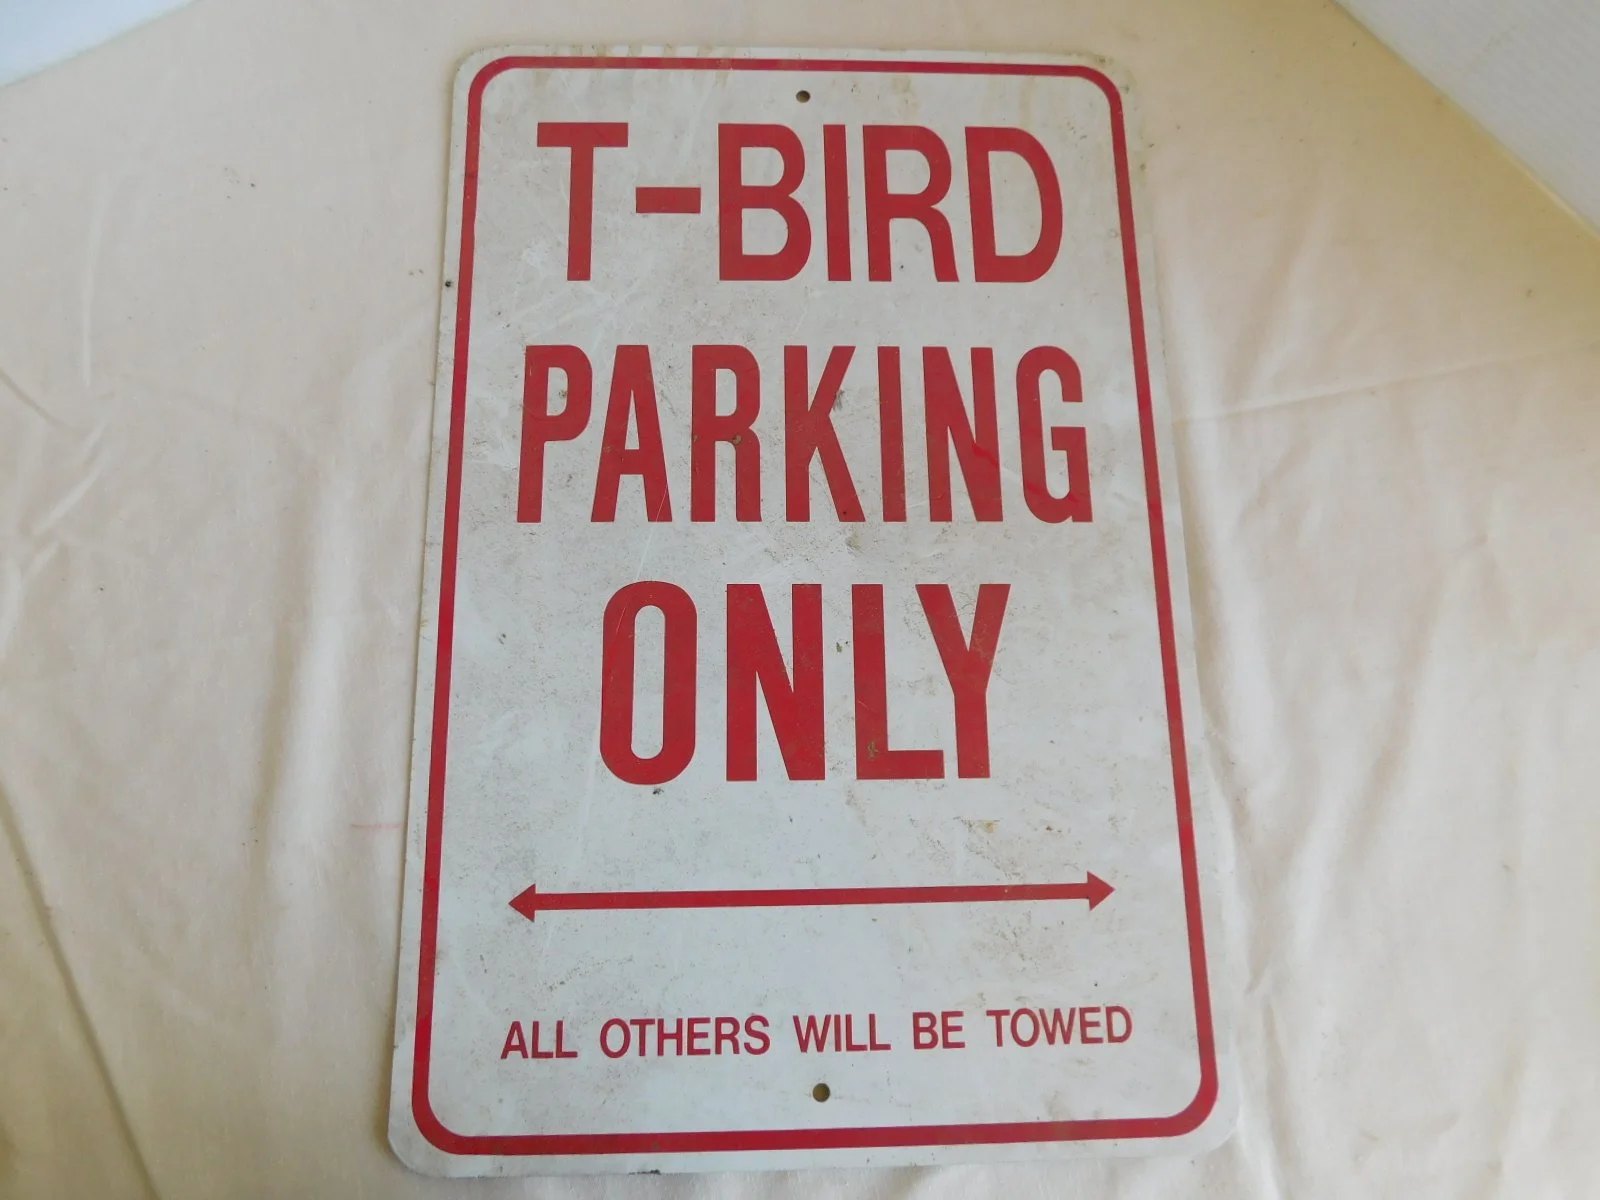 T-BIRD
PARKING
ONLY
ALL OTHERS WILL BE TOWED